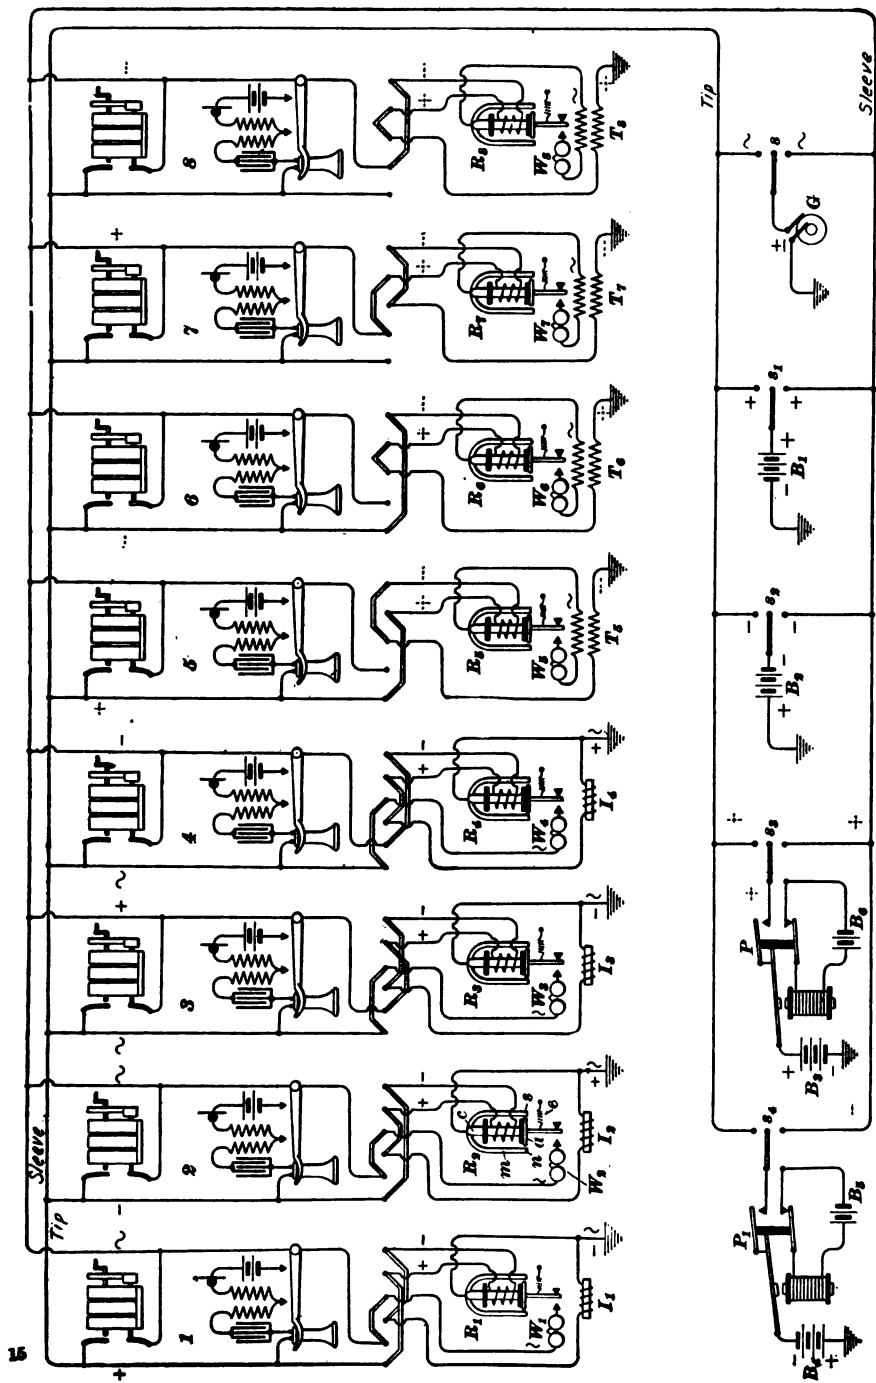 15
Sleeve
Tip
1
2
3
4
5
6
7
8
R₁
R₂
c
m
s
n
a
e
R₃
R₄
R₅
R₆
R₇
R₈
W₁
W₂
W₃
W₄
W₅
W₆
W₇
W₈
I₁
I₂
I₃
I₄
T₅
T₆
T₇
T₈
Tip
Sleeve
P₁
s₄
B₄
B₅
P
s₃
B₃
B₆
s₂
B₂
s₁
B₁
s
G